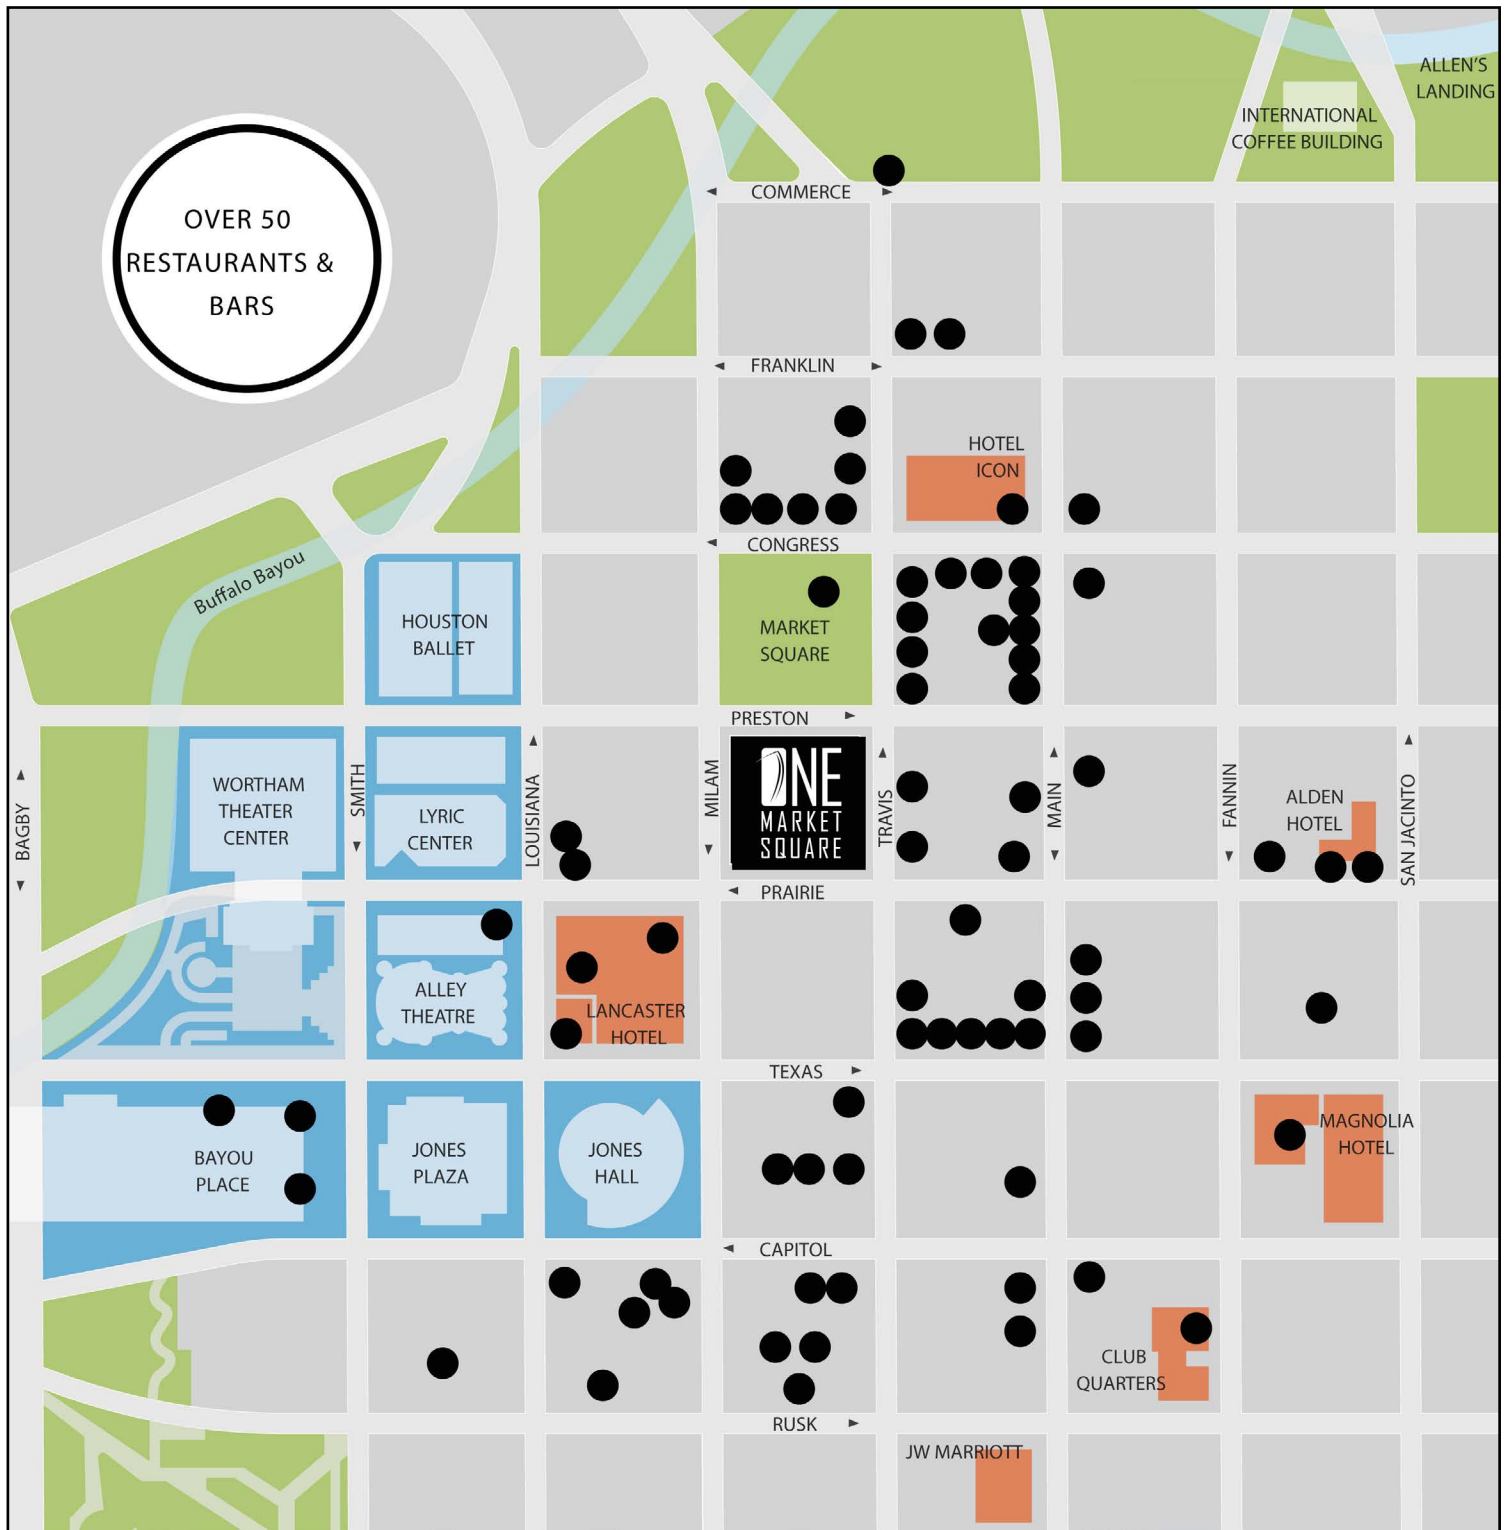 ALLEN'S
LANDING
INTERNATIONAL
COFFEE BUILDING
COMMERCE
OVER 50
RESTAURANTS &
BARS
FRANKLIN
HOTEL
ICON
CONGRESS
Buffalo Bayou
HOUSTON
BALLET
MARKET
SQUARE
PRESTON
BAGBY
WORTHAM
THEATER
CENTER
SMITH
LYRIC
CENTER
LOUISIANA
MILAM
ONE
MARKET
SQUARE
TRAVIS
MAIN
FANNIN
ALDEN
HOTEL
SAN JACINTO
PRAIRIE
ALLEY
THEATRE
LANCASTER
HOTEL
TEXAS
BAYOU
PLACE
JONES
PLAZA
JONES
HALL
MAGNOLIA
HOTEL
CAPITOL
CLUB
QUARTERS
RUSK
JW MARRIOTT